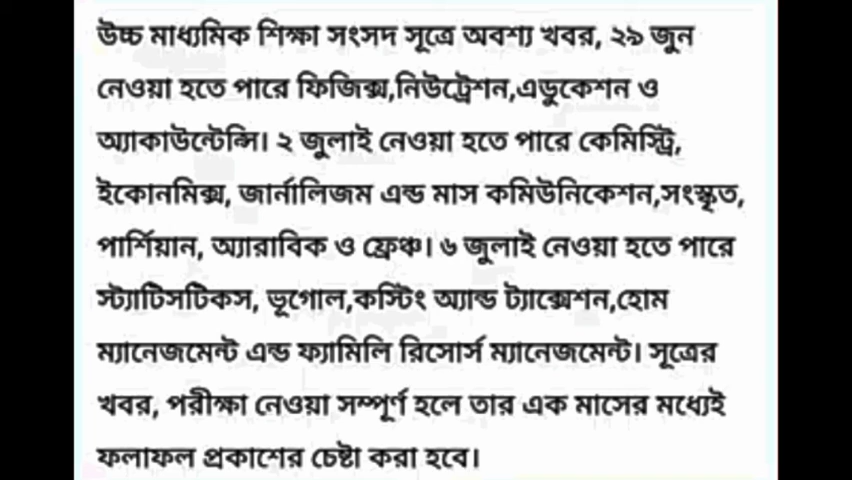 উচ্চ মাধ্যমিক শিক্ষা সংসদ সূত্রে অবশ্য খবর, ২৯ জুন
নেওয়া হতে পারে ফিজিক্স,নিউট্রেশন,এডুকেশন ও
অ্যাকাউন্টেন্সি। ২ জুলাই নেওয়া হতে পারে কেমিস্ট্রি,
ইকোনমিক্স, জার্নালিজম এন্ড মাস কমিউনিকেশন,সংস্কৃত,
পার্শিয়ান, অ্যারাবিক ও ফ্রেঞ্চ। ৬ জুলাই নেওয়া হতে পারে
স্ট্যাটিসটিকস, ভূগোল,কস্টিং অ্যান্ড ট্যাক্সেশন,হোম
ম্যানেজমেন্ট এন্ড ফ্যামিলি রিসোর্স ম্যানেজমেন্ট। সূত্রের
খবর, পরীক্ষা নেওয়া সম্পূর্ণ হলে তার এক মাসের মধ্যেই
ফলাফল প্রকাশের চেষ্টা করা হবে।